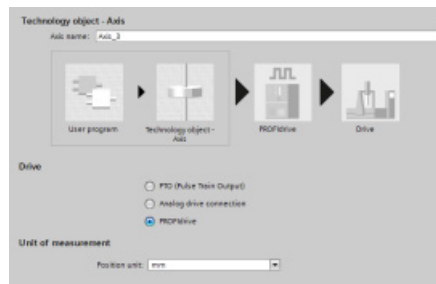 Technology object - Axis
Axis name: Axis_3
User program
Technology object - Axis
PROFIdrive
Drive
Drive
PTO (Pulse Train Output)
Analog drive connection
PROFIdrive
Unit of measurement
Position unit: mm